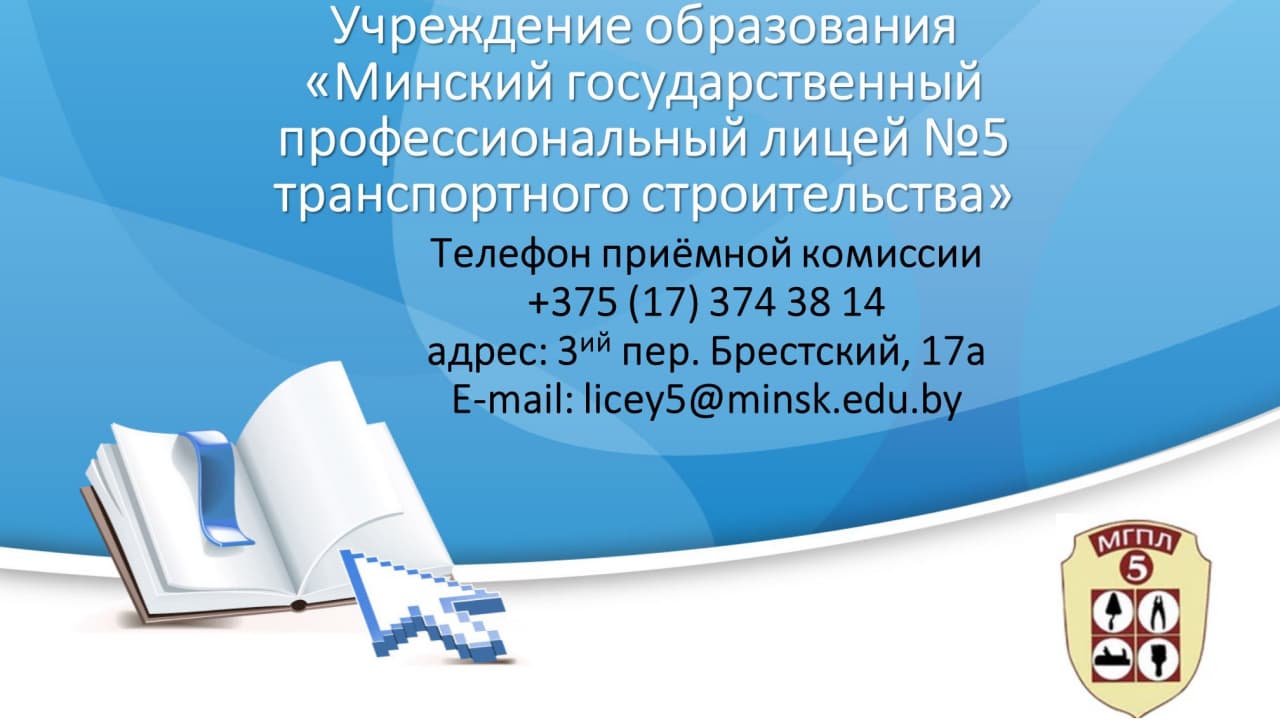 Учреждение образования
«Минский государственный
профессиональный лицей №5
транспортного строительства»
Телефон приёмной комиссии
+375 (17) 374 38 14
адрес: 3ий пер. Брестский, 17а
E-mail: licey5@minsk.edu.by
МГПЛ
5